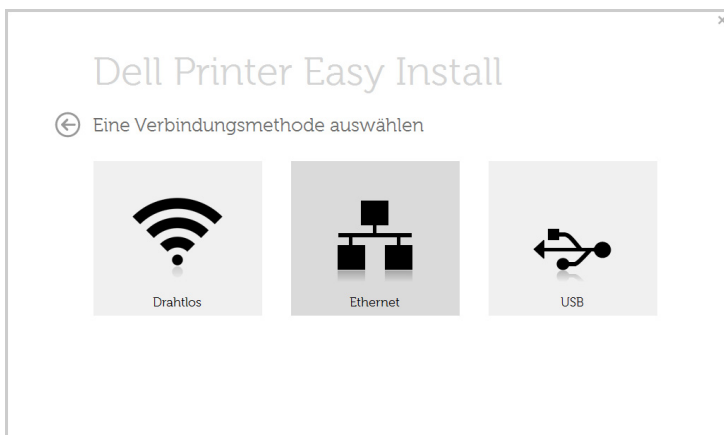 Dell Printer Easy Install
Eine Verbindungsmethode auswählen
Drahtlos
Ethernet
USB